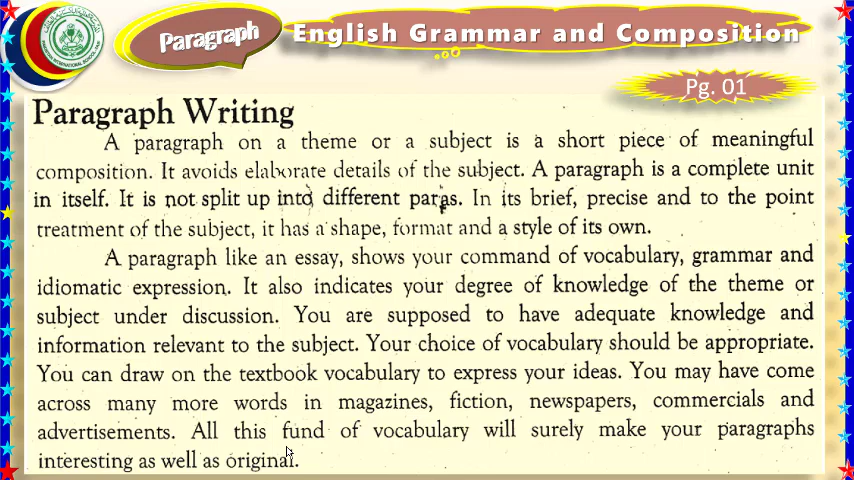 Paragraph
English Grammar and Composition
Pg. 01
Paragraph Writing
A paragraph on a theme or a subject is a short piece of meaningful
composition. It avoids elaborate details of the subject. A paragraph is a complete unit
in itself. It is not split up into different paras. In its brief, precise and to the point
treatment of the subject, it has a shape, format and a style of its own.
A paragraph like an essay, shows your command of vocabulary, grammar and
idiomatic expression. It also indicates your degree of knowledge of the theme or
subject under discussion. You are supposed to have adequate knowledge and
information relevant to the subject. Your choice of vocabulary should be appropriate.
You can draw on the textbook vocabulary to express your ideas. You may have come
across many more words in magazines, fiction, newspapers, commercials and
advertisements. All this fund of vocabulary will surely make your paragraphs
interesting as well as original.